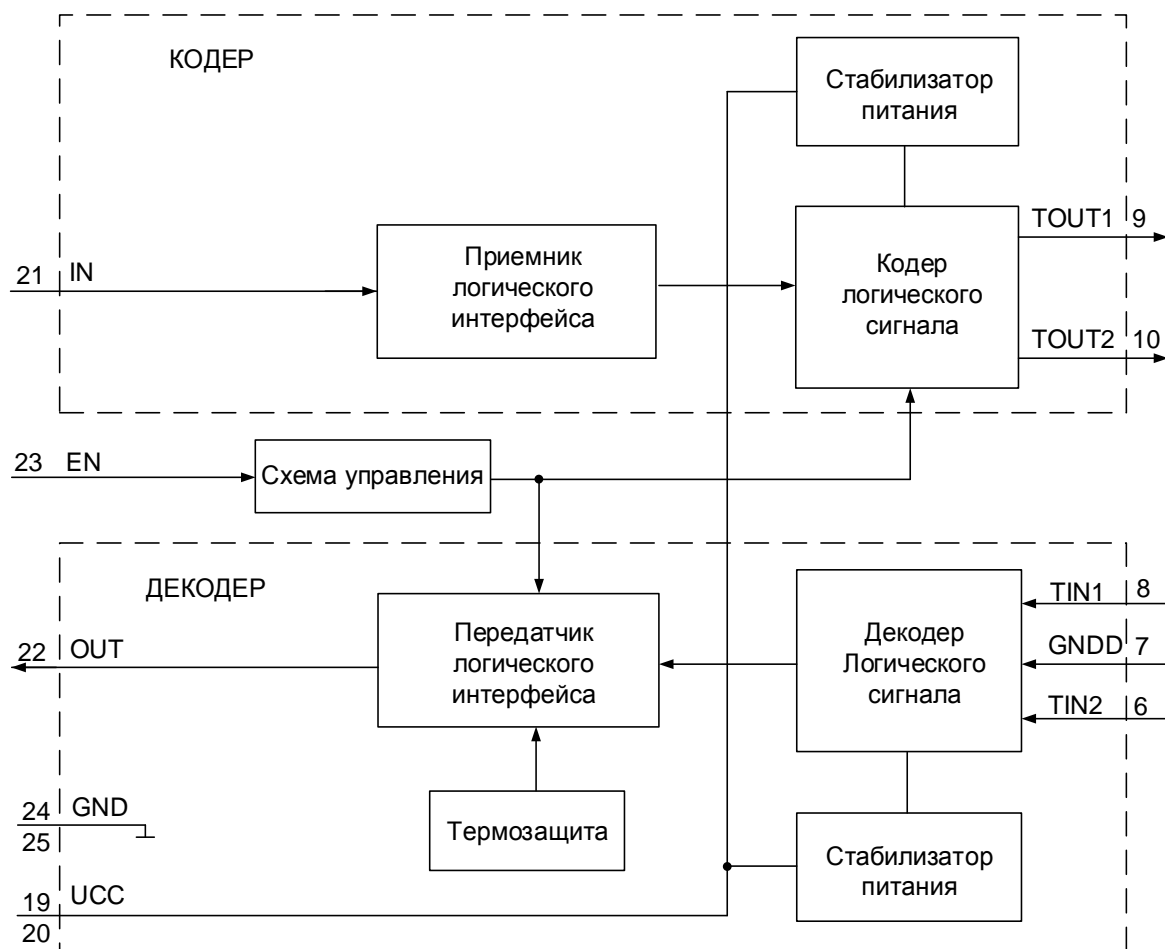 КОДЕР
Стабилизатор
питания
TOUT1 9
21 IN
Приемник
логического
интерфейса
Кодер
логического
сигнала
TOUT2 10
23 EN
Схема управления
ДЕКОДЕР
TIN1 8
22 OUT
Передатчик
логического
интерфейса
Декодер
Логического
сигнала
GNDD 7
TIN2 6
24 GND
25
Термозащита
Стабилизатор
питания
19 UCC
20